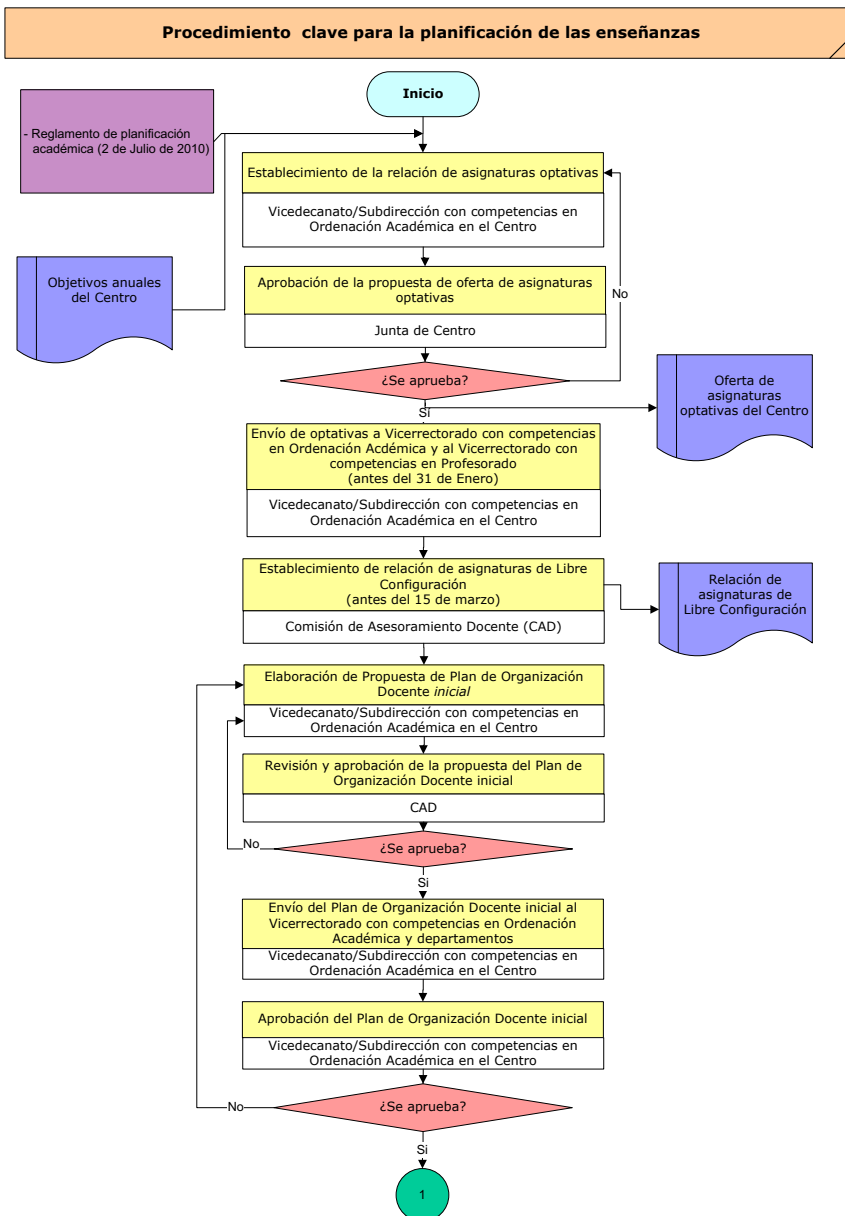 Procedimiento clave para la planificación de las enseñanzas
Inicio
- Reglamento de planificación
académica (2 de Julio de 2010)
Establecimiento de la relación de asignaturas optativas
Vicedecanato/Subdirección con competencias en
Ordenación Académica en el Centro
Objetivos anuales
del Centro
Aprobación de la propuesta de oferta de asignaturas
optativas
No
Junta de Centro
¿Se aprueba?
Oferta de
asignaturas
optativas del Centro
Sí
Envío de optativas a Vicerrectorado con competencias
en Ordenación Acdémica y al Vicerrectorado con
competencias en Profesorado
(antes del 31 de Enero)
Vicedecanato/Subdirección con competencias en
Ordenación Académica en el Centro
Establecimiento de relación de asignaturas de Libre
Configuración
(antes del 15 de marzo)
Relación de
asignaturas de
Libre Configuración
Comisión de Asesoramiento Docente (CAD)
Elaboración de Propuesta de Plan de Organización
Docente inicial
Vicedecanato/Subdirección con competencias en
Ordenación Académica en el Centro
Revisión y aprobación de la propuesta del Plan de
Organización Docente inicial
CAD
No
¿Se aprueba?
Si
Envío del Plan de Organización Docente inicial al
Vicerrectorado con competencias en Ordenación
Académica y departamentos
Vicedecanato/Subdirección con competencias en
Ordenación Académica en el Centro
Aprobación del Plan de Organización Docente inicial
Vicedecanato/Subdirección con competencias en
Ordenación Académica en el Centro
No
¿Se aprueba?
Si
1